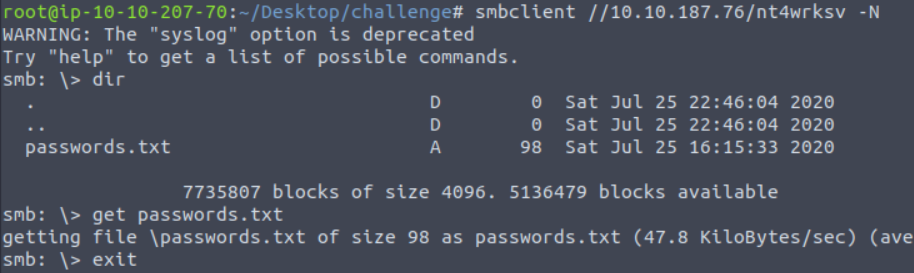 root@ip-10-10-207-70:~/Desktop/challenge# smbclient //10.10.187.76/nt4wrksv -N
WARNING: The "syslog" option is deprecated
Try "help" to get a list of possible commands.
smb: \> dir
  .                                   D        0  Sat Jul 25 22:46:04 2020
  ..                                  D        0  Sat Jul 25 22:46:04 2020
  passwords.txt                       A       98  Sat Jul 25 16:15:33 2020
7735807 blocks of size 4096. 5136479 blocks available
smb: \> get passwords.txt
getting file \passwords.txt of size 98 as passwords.txt (47.8 KiloBytes/sec) (ave
smb: \> exit